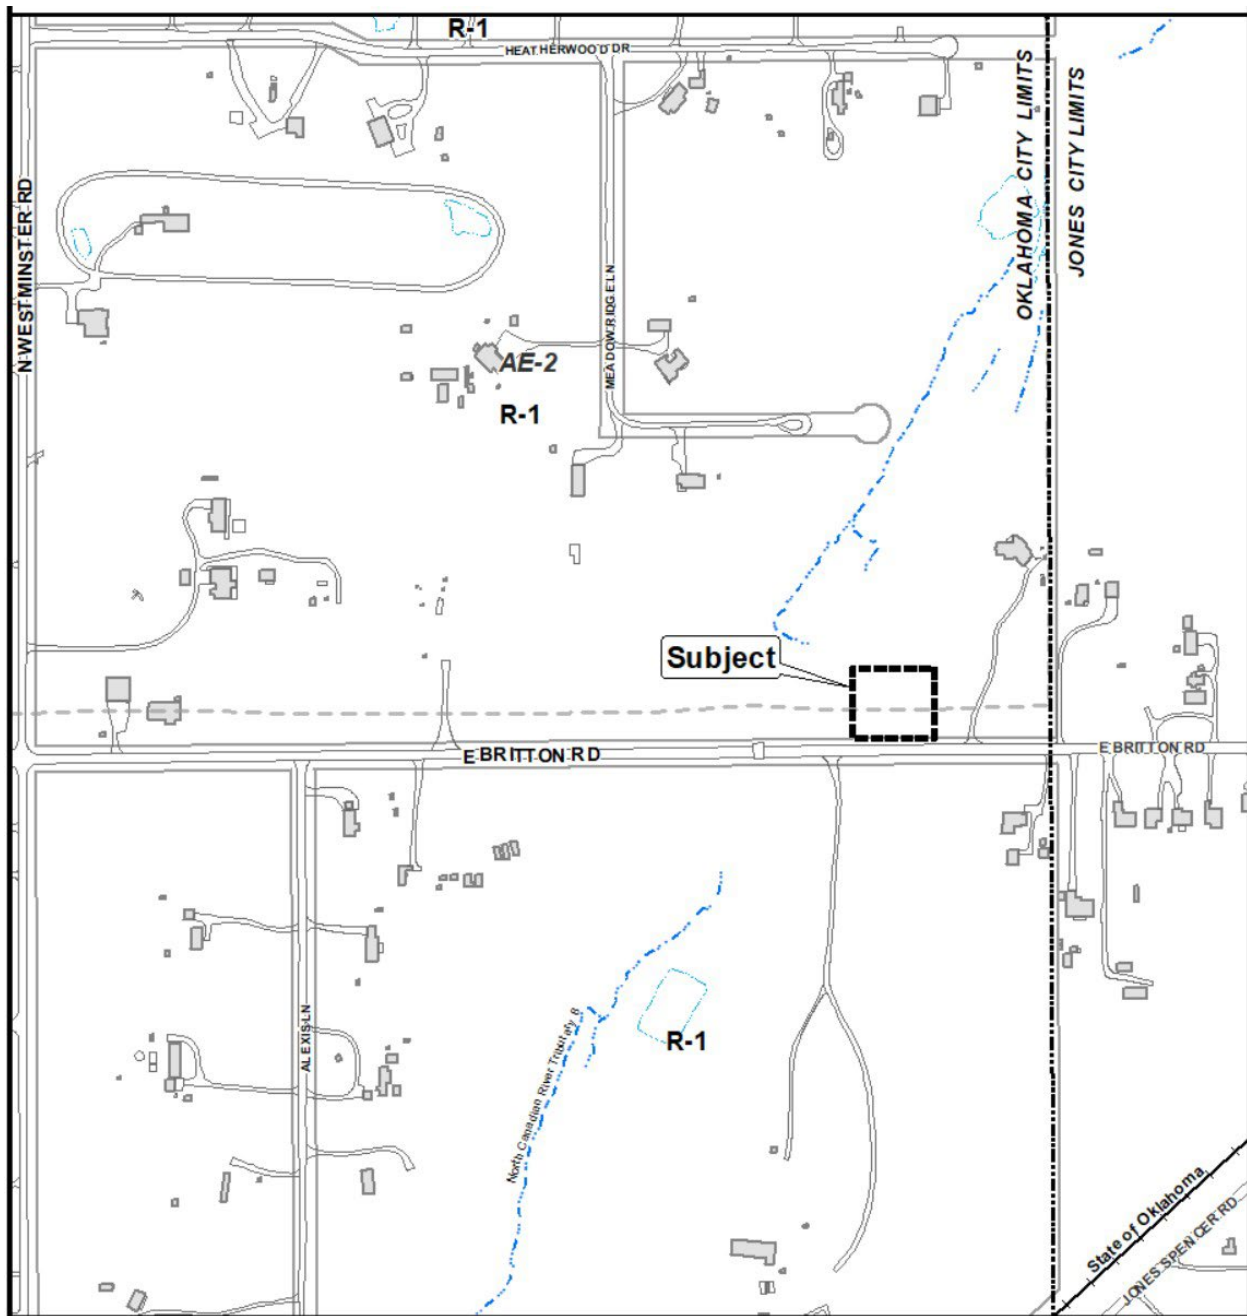 R-1
HEATHERWOOD DR
OKLAHOMA CITY LIMITS
JONES CITY LIMITS
N WESTMINSTER RD
MEADOWRIDGE LN
AE-2
R-1
Subject
E BRITTON RD
E BRITTON RD
ALEXIS LN
North Canadian River Tributary 8
R-1
State of Oklahoma
JONES SPENCER RD